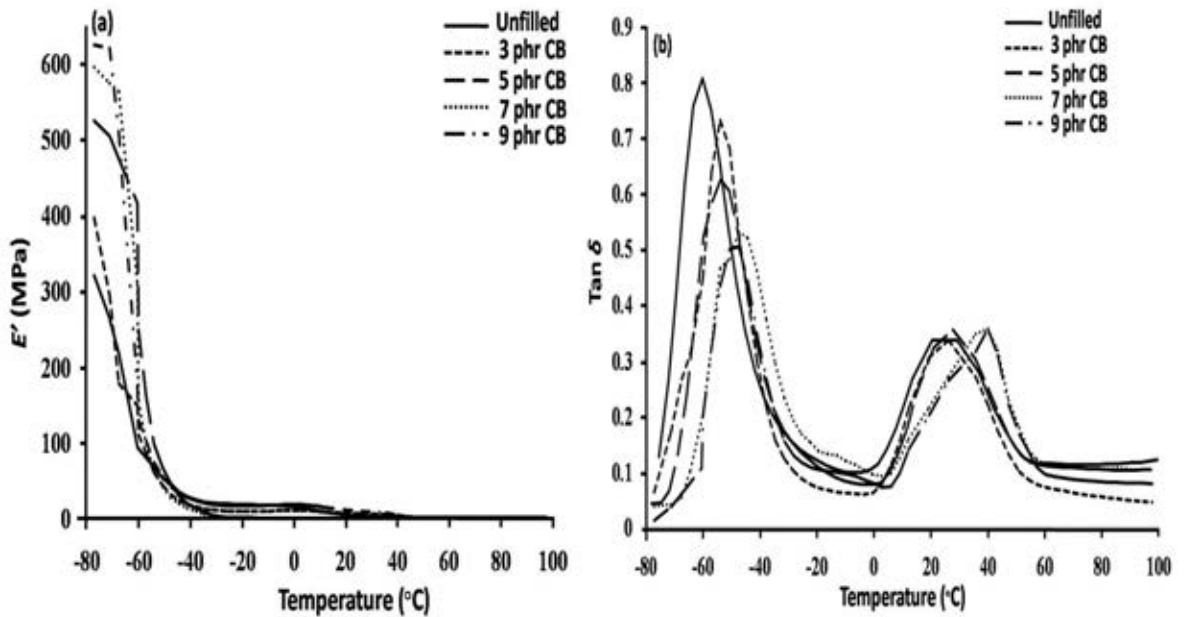 (a)
Unfilled
3 phr CB
5 phr CB
7 phr CB
9 phr CB
600
500
400
300
200
100
0
E′ (MPa)
-80 -60 -40 -20 0 20 40 60 80 100
Temperature (°C)
(b)
Unfilled
3 phr CB
5 phr CB
7 phr CB
9 phr CB
0.9
0.8
0.7
0.6
0.5
0.4
0.3
0.2
0.1
0
Tan δ
-80 -60 -40 -20 0 20 40 60 80 100
Temperature (°C)